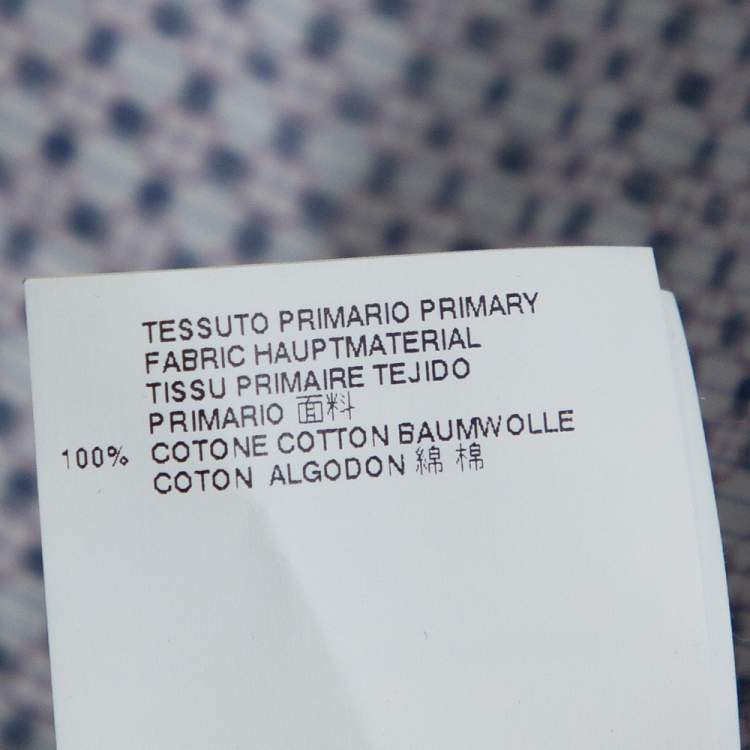 TESSUTO PRIMARIO PRIMARY
FABRIC HAUPTMATERIAL
TISSU PRIMAIRE TEJIDO
PRIMARIO 面料
100% COTONE COTTON BAUMWOLLE
COTON ALGODON 綿 棉